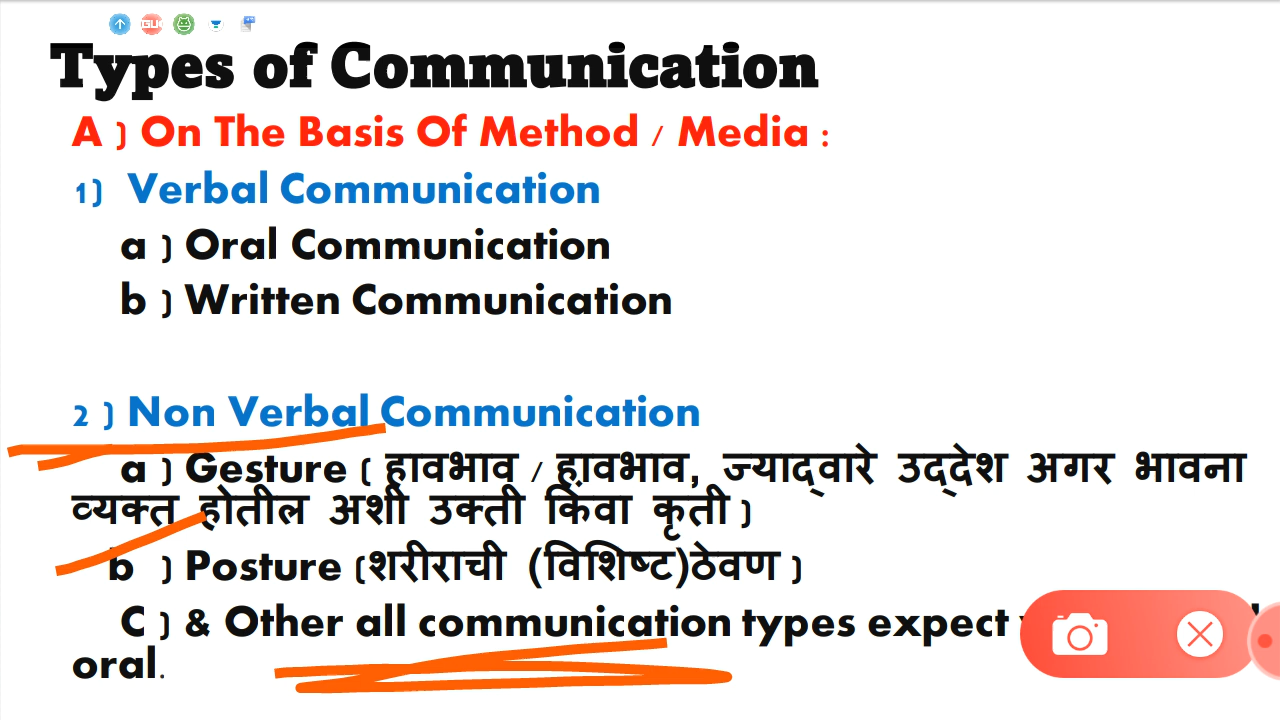 Types of Communication
A ) On The Basis Of Method / Media :
1) Verbal Communication
a ) Oral Communication
b ) Written Communication
2 ) Non Verbal Communication
a ) Gesture ( हावभाव / हा़वभाव, ज्याद्वारे उद्देश अगर भावना
व्यक्त होतील अशी उक्ती किंवा कृती )
b ) Posture (शरीराची (विशिष्ट)ठेवण )
C ) & Other all communication types expect
oral.